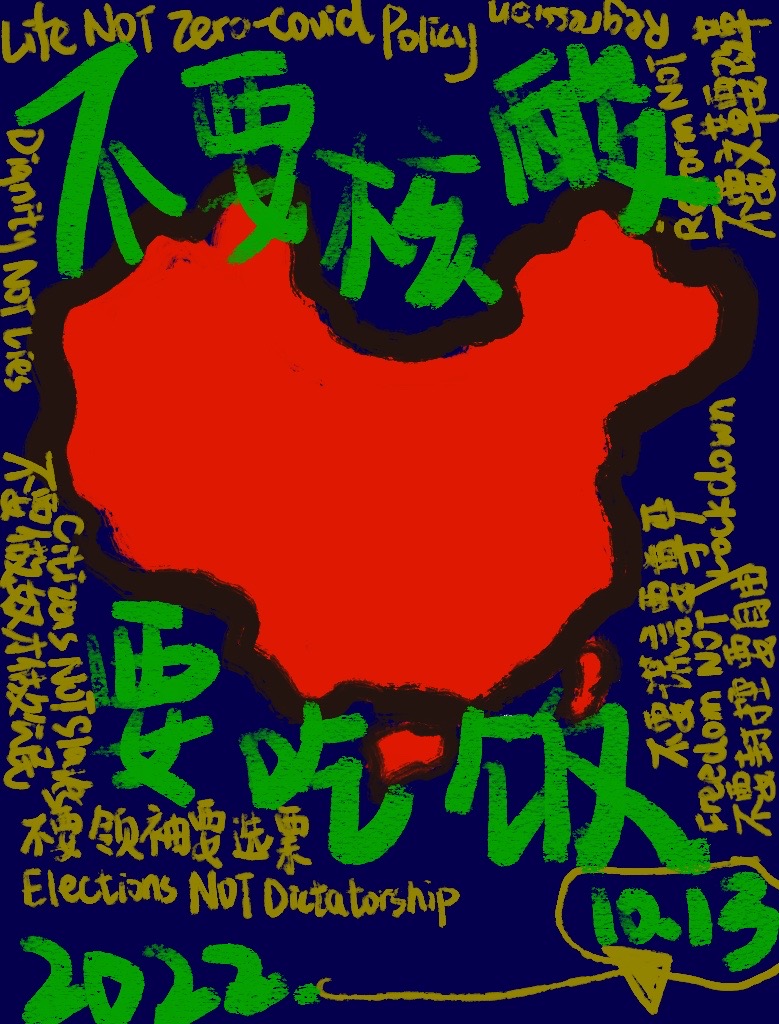 Life NOT Zero-covid Policy
Reform NOT Regression
不要文革要改革
不要核酸
Dignity NOT Lies
不要谎言要尊
Citizens NOT Slaves
Freedom NOT Lockdown
不要封控要自由
要吃饭
不要领袖要选票
Elections NOT Dictatorship
2022.
10.13